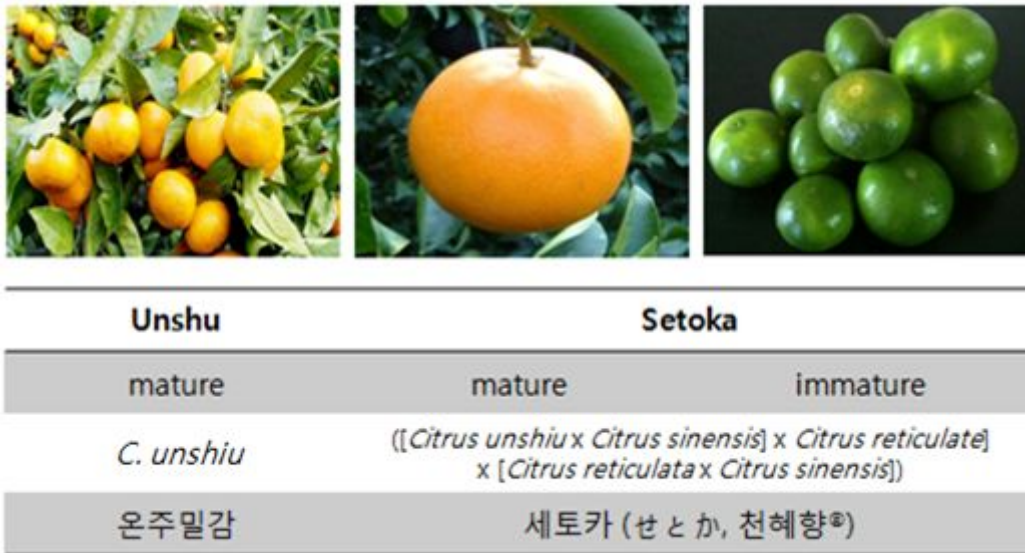 Unshu Setoka
mature mature immature
C. unshiu ([Citrus unshiu x Citrus sinensis] x Citrus reticulate]
x [Citrus reticulata x Citrus sinensis])
온주밀감 세토카 (せとか, 천혜향®)